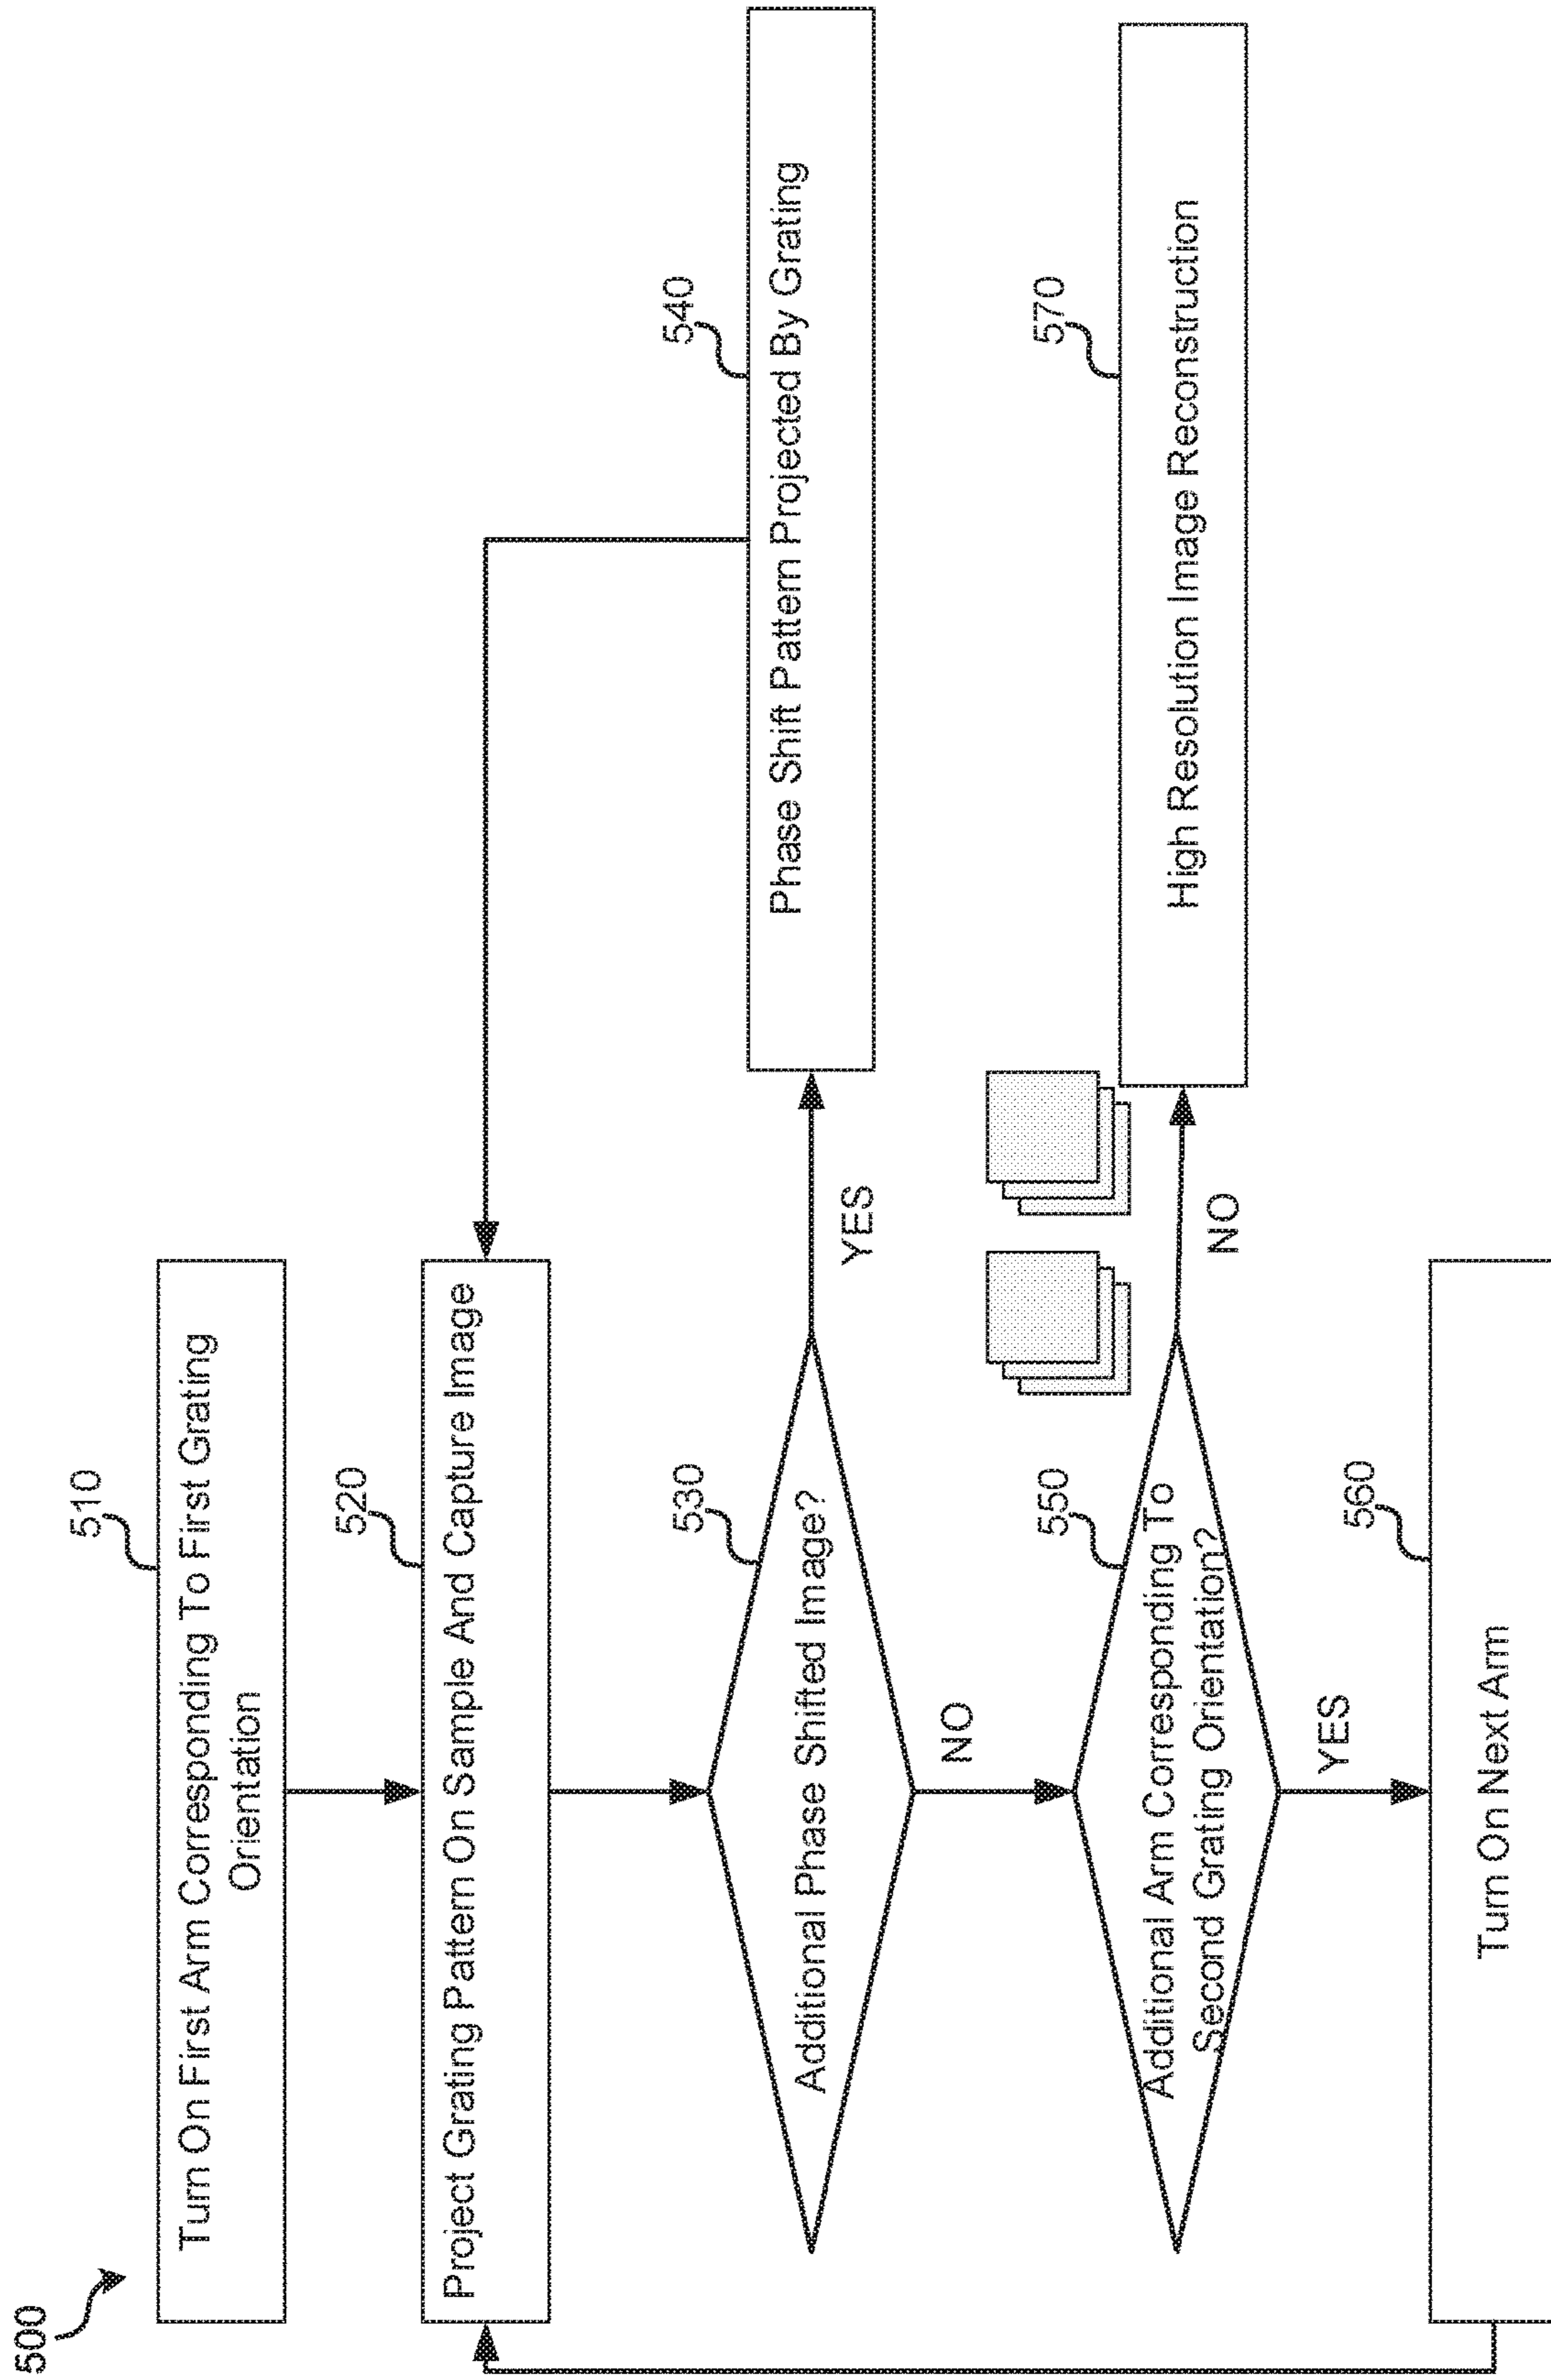 500
510
Turn On First Arm Corresponding To First Grating
Orientation
520
Project Grating Pattern On Sample And Capture Image
530
Additional Phase Shifted Image?
YES
540
Phase Shift Pattern Projected By Grating
NO
550
Additional Arm Corresponding To
Second Grating Orientation?
NO
570
High Resolution Image Reconstruction
YES
560
Turn On Next Arm